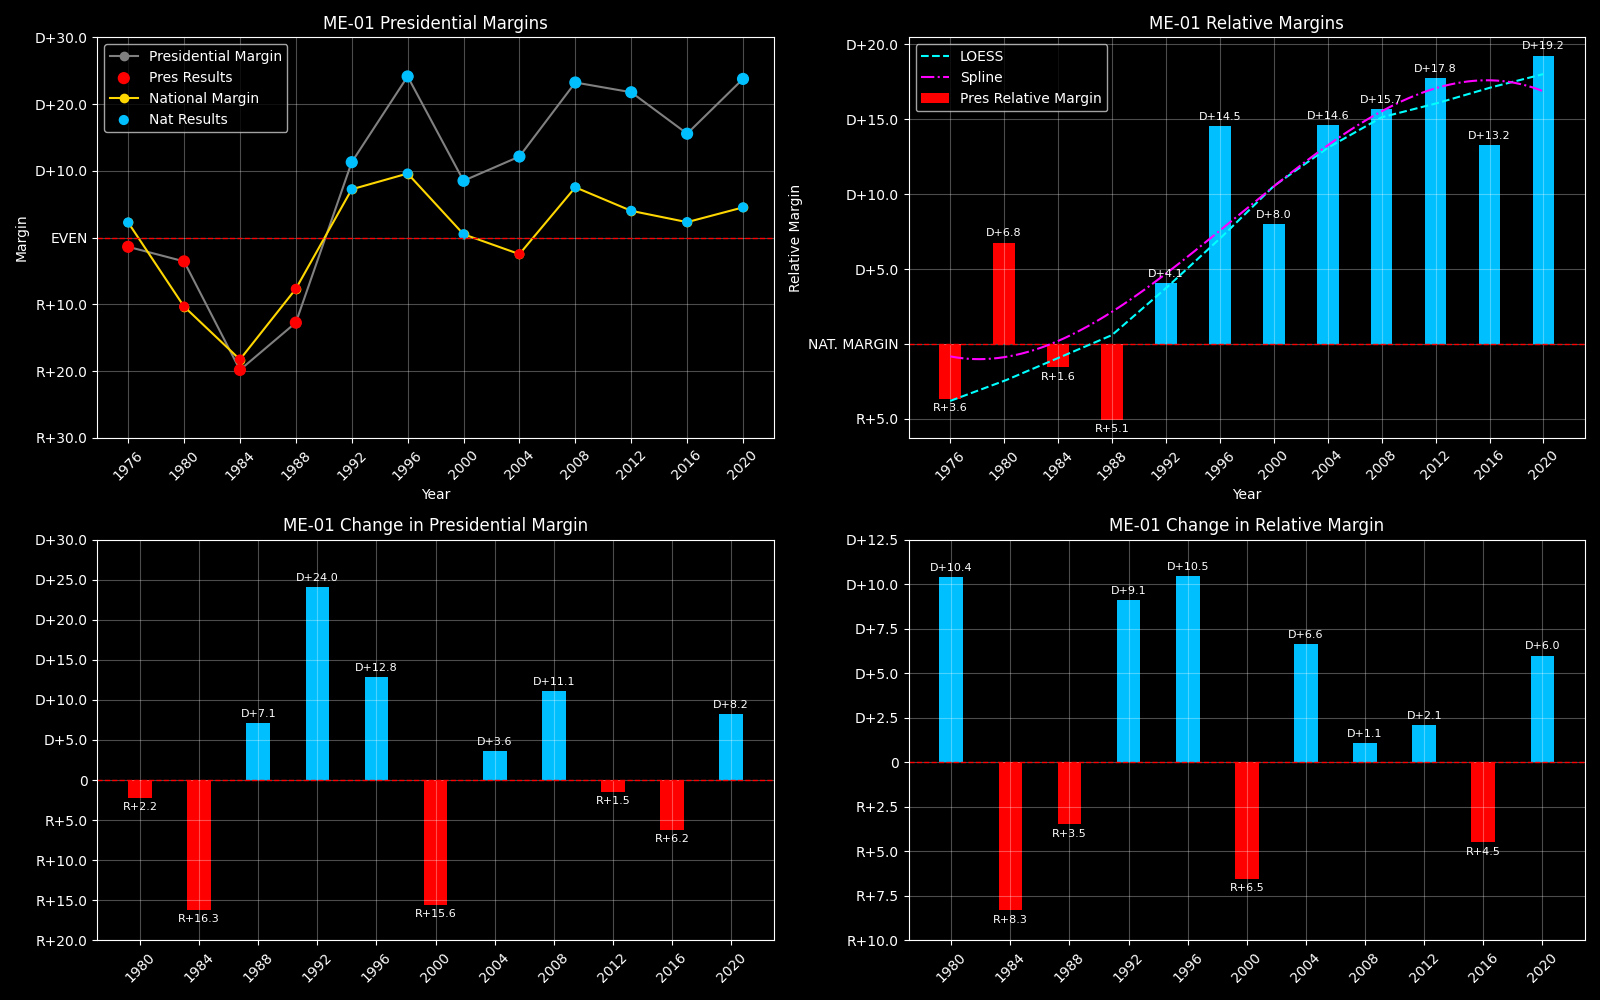 ME-01 Presidential Margins
D+30.0
D+20.0
D+10.0
EVEN
R+10.0
R+20.0
R+30.0
Margin
Presidential Margin
Pres Results
National Margin
Nat Results
1976 1980 1984 1988 1992 1996 2000 2004 2008 2012 2016 2020
Year
ME-01 Relative Margins
D+20.0
D+15.0
D+10.0
D+5.0
NAT. MARGIN
R+5.0
Relative Margin
LOESS
Spline
Pres Relative Margin
R+3.6
D+6.8
R+1.6
R+5.1
D+4.1
D+14.5
D+8.0
D+14.6
D+15.7
D+17.8
D+13.2
D+19.2
1976 1980 1984 1988 1992 1996 2000 2004 2008 2012 2016 2020
Year
ME-01 Change in Presidential Margin
D+30.0
D+25.0
D+20.0
D+15.0
D+10.0
D+5.0
0
R+5.0
R+10.0
R+15.0
R+20.0
R+2.2
R+16.3
D+7.1
D+24.0
D+12.8
R+15.6
D+3.6
D+11.1
R+1.5
R+6.2
D+8.2
1980 1984 1988 1992 1996 2000 2004 2008 2012 2016 2020
ME-01 Change in Relative Margin
D+12.5
D+10.0
D+7.5
D+5.0
D+2.5
0
R+2.5
R+5.0
R+7.5
R+10.0
D+10.4
R+8.3
R+3.5
D+9.1
D+10.5
R+6.5
D+6.6
D+1.1
D+2.1
R+4.5
D+6.0
1980 1984 1988 1992 1996 2000 2004 2008 2012 2016 2020